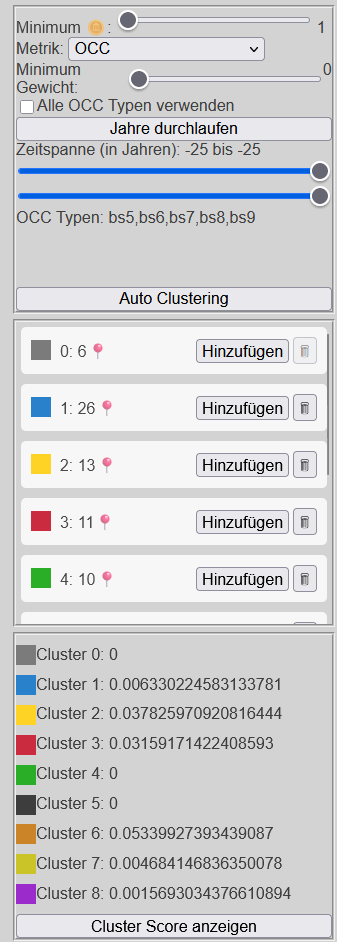 Minimum : 1
Metrik: OCC
Minimum 0
Gewicht:
Alle OCC Typen verwenden
Jahre durchlaufen
Zeitspanne (in Jahren): -25 bis -25
OCC Typen: bs5,bs6,bs7,bs8,bs9
Auto Clustering
0: 6 Hinzufügen
1: 26 Hinzufügen
2: 13 Hinzufügen
3: 11 Hinzufügen
4: 10 Hinzufügen
Cluster 0: 0
Cluster 1: 0.006330224583133781
Cluster 2: 0.037825970920816444
Cluster 3: 0.03159171422408593
Cluster 4: 0
Cluster 5: 0
Cluster 6: 0.05339927393439087
Cluster 7: 0.004684146836350078
Cluster 8: 0.0015693034376610894
Cluster Score anzeigen